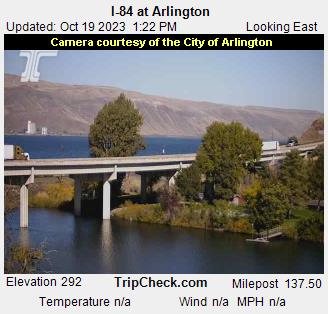 I-84 at Arlington
Updated: Oct 19 2023 1:22 PM Looking East
Camera courtesy of the City of Arlington
Elevation 292 TripCheck.com Milepost 137.50
Temperature n/a Wind n/a MPH n/a